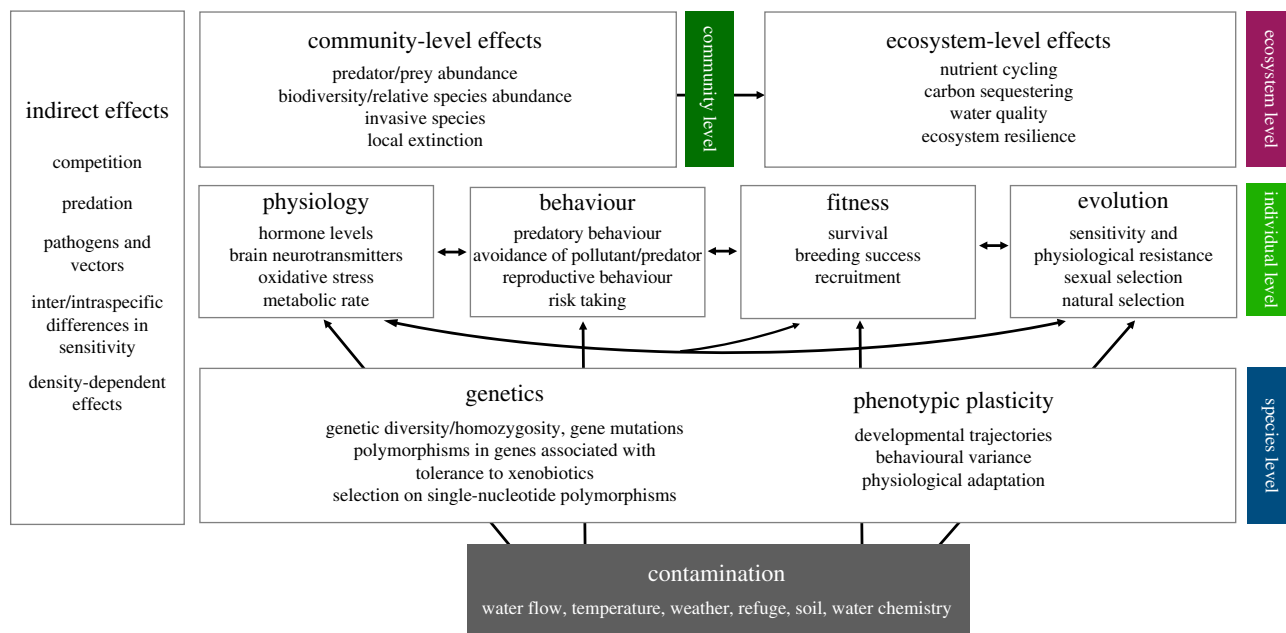 indirect effects
competition
predation
pathogens and
vectors
inter/intraspecific
differences in
sensitivity
density-dependent
effects
community-level effects
predator/prey abundance
biodiversity/relative species abundance
invasive species
local extinction
community level
ecosystem-level effects
nutrient cycling
carbon sequestering
water quality
ecosystem resilience
ecosystem level
physiology
hormone levels
brain neurotransmitters
oxidative stress
metabolic rate
behaviour
predatory behaviour
avoidance of pollutant/predator
reproductive behaviour
risk taking
fitness
survival
breeding success
recruitment
evolution
sensitivity and
physiological resistance
sexual selection
natural selection
individual level
genetics
genetic diversity/homozygosity, gene mutations
polymorphisms in genes associated with
tolerance to xenobiotics
selection on single-nucleotide polymorphisms
phenotypic plasticity
developmental trajectories
behavioural variance
physiological adaptation
species level
contamination
water flow, temperature, weather, refuge, soil, water chemistry